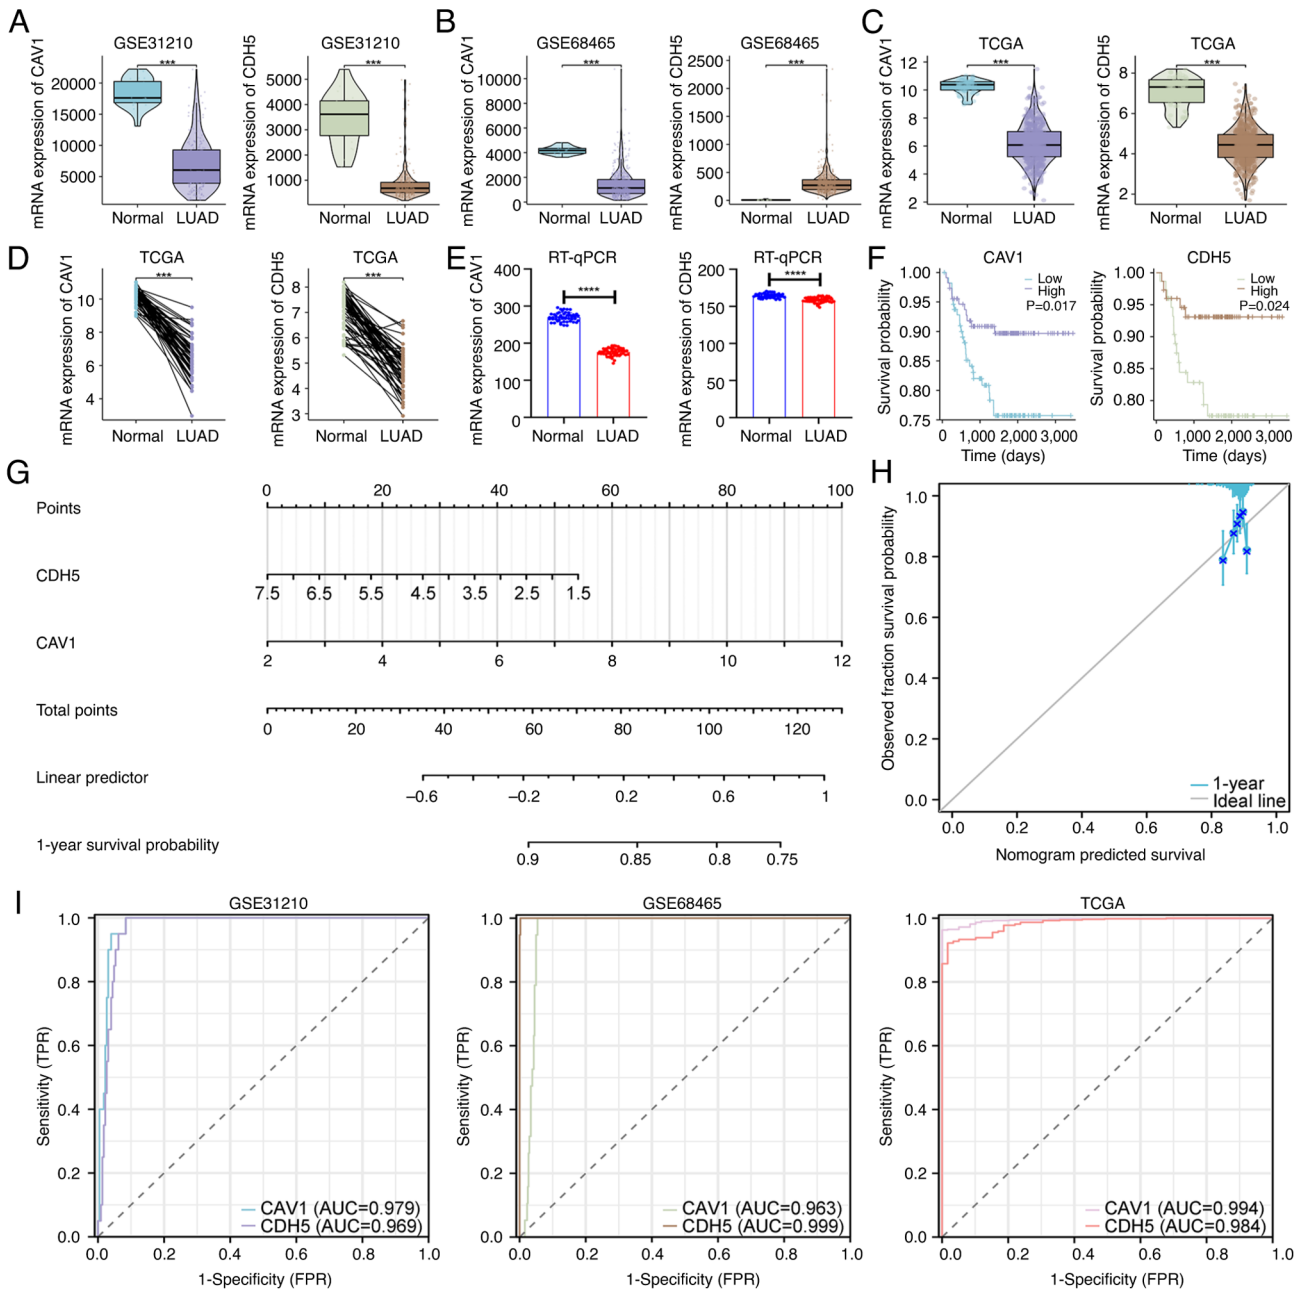 A
GSE31210
mRNA expression of CAV1
20000
15000
10000
5000
***
Normal LUAD
GSE31210
mRNA expression of CDH5
5000
4000
3000
2000
1000
***
Normal LUAD
B
GSE68465
mRNA expression of CAV1
10000
8000
6000
4000
2000
0
***
Normal LUAD
GSE68465
mRNA expression of CDH5
2500
2000
1500
1000
500
0
***
Normal LUAD
C
TCGA
mRNA expression of CAV1
12
10
8
6
4
2
***
Normal LUAD
TCGA
mRNA expression of CDH5
8
6
4
2
***
Normal LUAD
D
TCGA
mRNA expression of CAV1
10
8
6
4
***
Normal LUAD
TCGA
mRNA expression of CDH5
8
7
6
5
4
3
***
Normal LUAD
E
RT-qPCR
mRNA expression of CAV1
400
300
200
100
0
****
Normal LUAD
RT-qPCR
mRNA expression of CDH5
200
150
100
50
0
****
Normal LUAD
F
CAV1
Survival probability
1.00
0.95
0.90
0.85
0.80
0.75
Low
High
P=0.017
0 1,000 2,000 3,000
Time (days)
CDH5
Survival probability
1.00
0.95
0.90
0.85
0.80
Low
High
P=0.024
0 1,000 2,000 3,000
Time (days)
G
0 20 40 60 80 100
Points
CDH5
7.5 6.5 5.5 4.5 3.5 2.5 1.5
CAV1
2 4 6 8 10 12
Total points
0 20 40 60 80 100 120
Linear predictor
−0.6 −0.2 0.2 0.6 1
1-year survival probability
0.9 0.85 0.8 0.75
H
Observed fraction survival probability
1.0
0.8
0.6
0.4
0.2
0.0
1-year
Ideal line
0.0 0.2 0.4 0.6 0.8 1.0
Nomogram predicted survival
I
GSE31210
Sensitivity (TPR)
1.0
0.8
0.6
0.4
0.2
0.0
CAV1 (AUC=0.979)
CDH5 (AUC=0.969)
0.0 0.2 0.4 0.6 0.8 1.0
1-Specificity (FPR)
GSE68465
Sensitivity (TPR)
1.0
0.8
0.6
0.4
0.2
0.0
CAV1 (AUC=0.963)
CDH5 (AUC=0.999)
0.0 0.2 0.4 0.6 0.8 1.0
1-Specificity (FPR)
TCGA
Sensitivity (TPR)
1.0
0.8
0.6
0.4
0.2
0.0
CAV1 (AUC=0.994)
CDH5 (AUC=0.984)
0.0 0.2 0.4 0.6 0.8 1.0
1-Specificity (FPR)